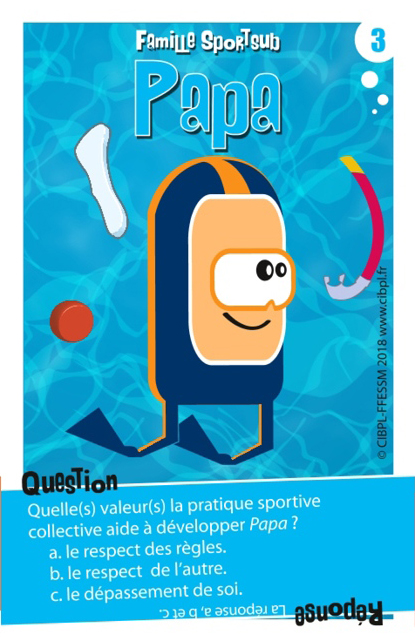 Famille Sportsub
3
Papa
© CIBPL-FFESSM 2018 www.cibpl.fr
Question
Quelle(s) valeur(s) la pratique sportive
collective aide à développer Papa ?
a. le respect des règles.
b. le respect de l'autre.
c. le dépassement de soi.
Réponse
La réponse a, b et c.